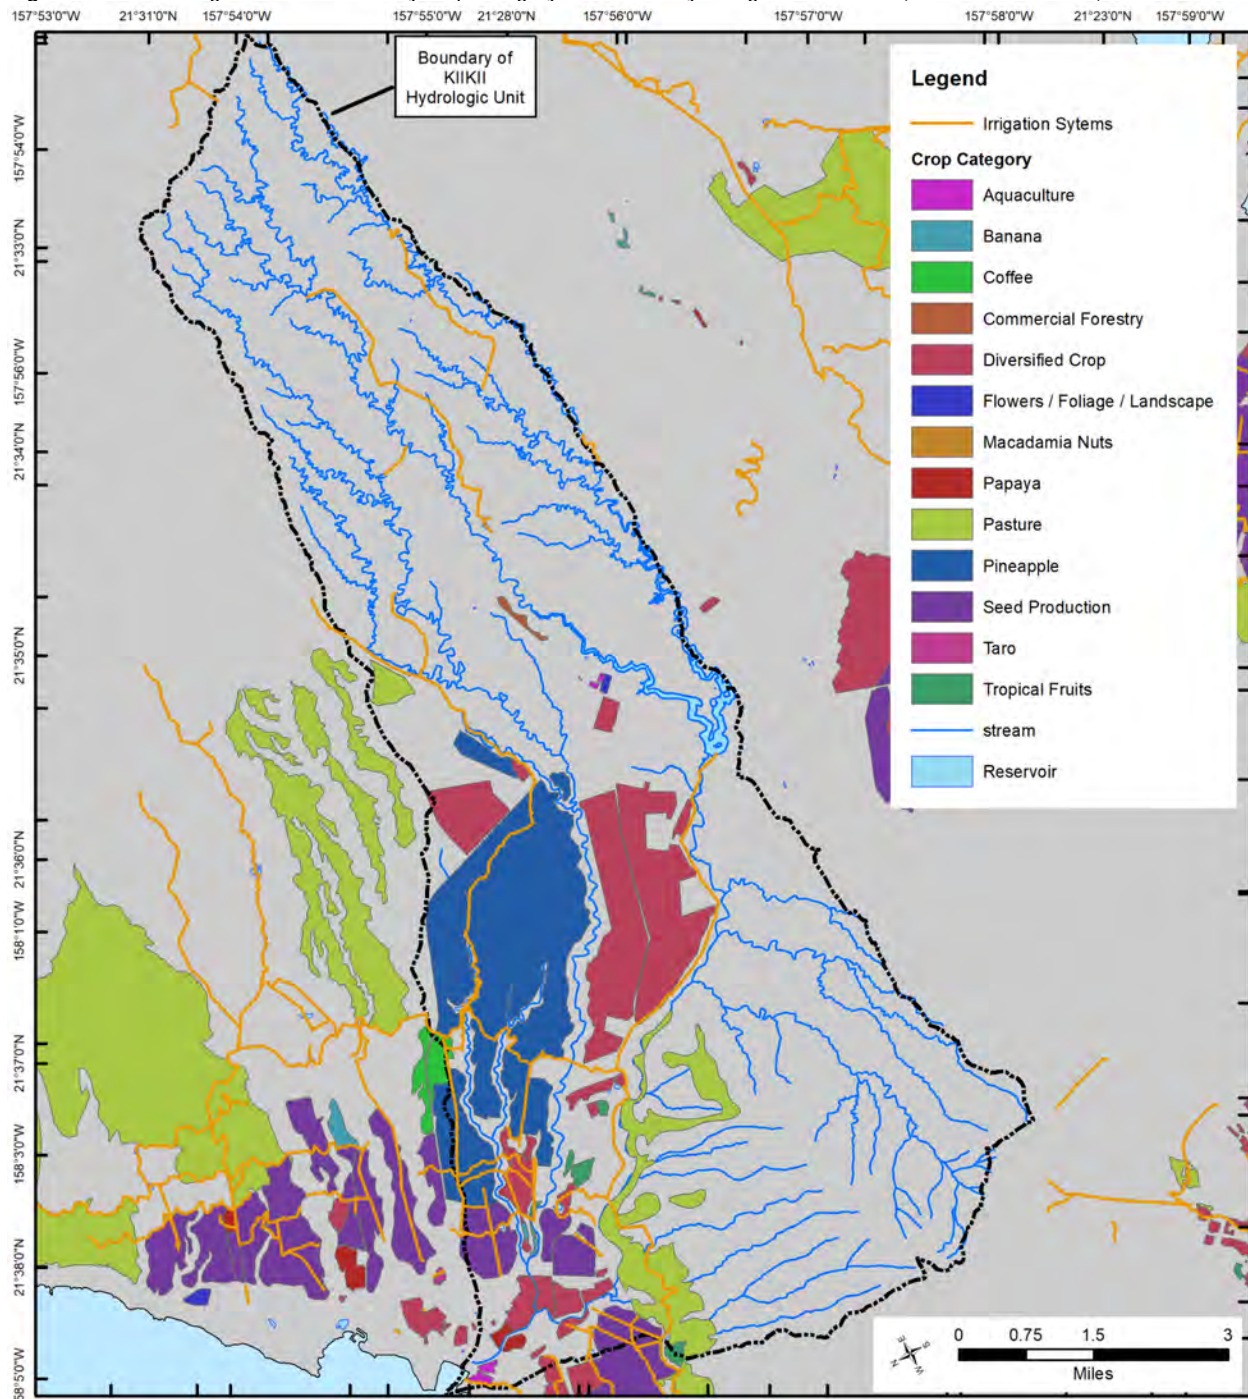 157°53'0"W
21°31'0"N
157°54'0"W
157°55'0"W
21°28'0"N
157°56'0"W
157°57'0"W
157°58'0"W
21°23'0"N
157°59'0"W
Boundary of
KIIKII
Hydrologic Unit
157°54'0"W
21°33'0"N
157°56'0"W
21°34'0"N
21°35'0"N
21°36'0"N
158°1'0"W
21°37'0"N
158°3'0"W
21°38'0"N
58°5'0"W
Legend
Irrigation Sytems
Crop Category
Aquaculture
Banana
Coffee
Commercial Forestry
Diversified Crop
Flowers / Foliage / Landscape
Macadamia Nuts
Papaya
Pasture
Pineapple
Seed Production
Taro
Tropical Fruits
stream
Reservoir
N
E
S
W
0 0.75 1.5 3
Miles